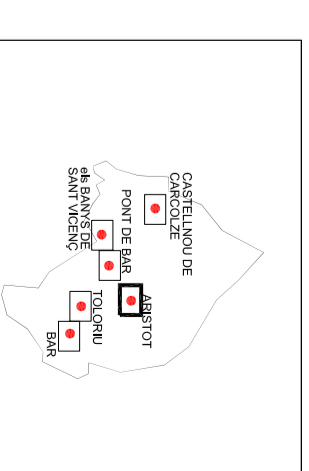 CASTELLNOU DE
CARCOLZE
PONT DE BAR
els BANYS DE
SANT VICENÇ
ARISTOT
TOLORIU
BAR